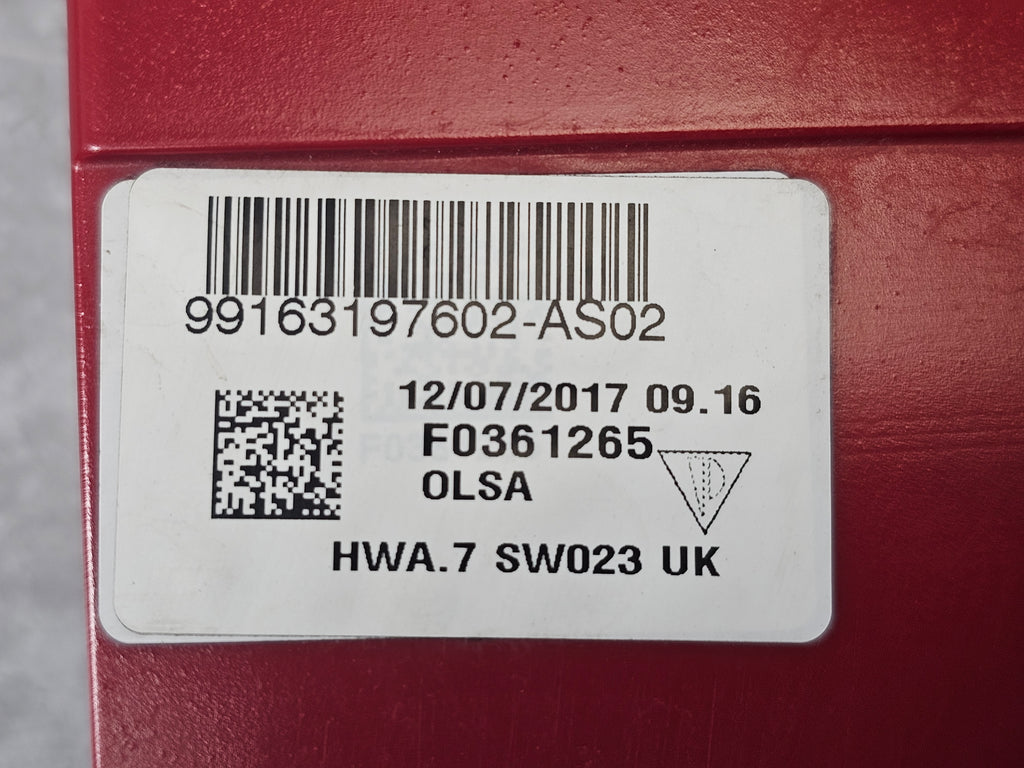 99163197602-AS02
12/07/2017 09.16
F0361265
OLSA
HWA.7 SW023 UK